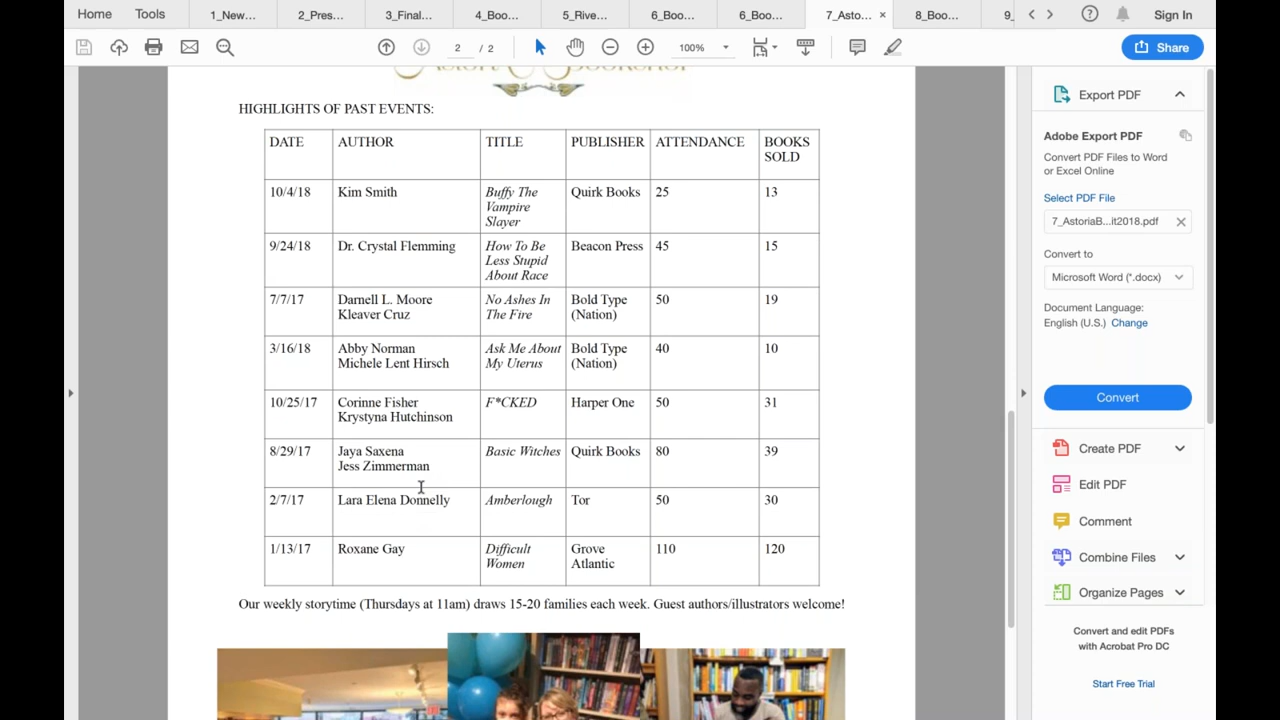 Home Tools 1_New... 2_Pres... 3_Final... 4_Boo... 5_Rive... 6_Boo... 6_Boo... 7_Asto... × 8_Boo... 9_ Sign In
2 / 2 100% Share
HIGHLIGHTS OF PAST EVENTS:
DATE AUTHOR TITLE PUBLISHER ATTENDANCE BOOKS
SOLD
10/4/18 Kim Smith Buffy The Quirk Books 25 13
Vampire
Slayer
9/24/18 Dr. Crystal Flemming How To Be Beacon Press 45 15
Less Stupid
About Race
7/7/17 Darnell L. Moore No Ashes In Bold Type 50 19
Kleaver Cruz The Fire (Nation)
3/16/18 Abby Norman Ask Me About Bold Type 40 10
Michele Lent Hirsch My Uterus (Nation)
10/25/17 Corinne Fisher F*CKED Harper One 50 31
Krystyna Hutchinson
8/29/17 Jaya Saxena Basic Witches Quirk Books 80 39
Jess Zimmerman
2/7/17 Lara Elena Donnelly Amberlough Tor 50 30
1/13/17 Roxane Gay Difficult Grove 110 120
Women Atlantic
Our weekly storytime (Thursdays at 11am) draws 15-20 families each week. Guest authors/illustrators welcome!
Export PDF
Adobe Export PDF
Convert PDF Files to Word
or Excel Online
Select PDF File
7_AstoriaB...it2018.pdf
Convert to
Microsoft Word (*.docx)
Document Language:
English (U.S.) Change
Convert
Create PDF
Edit PDF
Comment
Combine Files
Organize Pages
Convert and edit PDFs
with Acrobat Pro DC
Start Free Trial